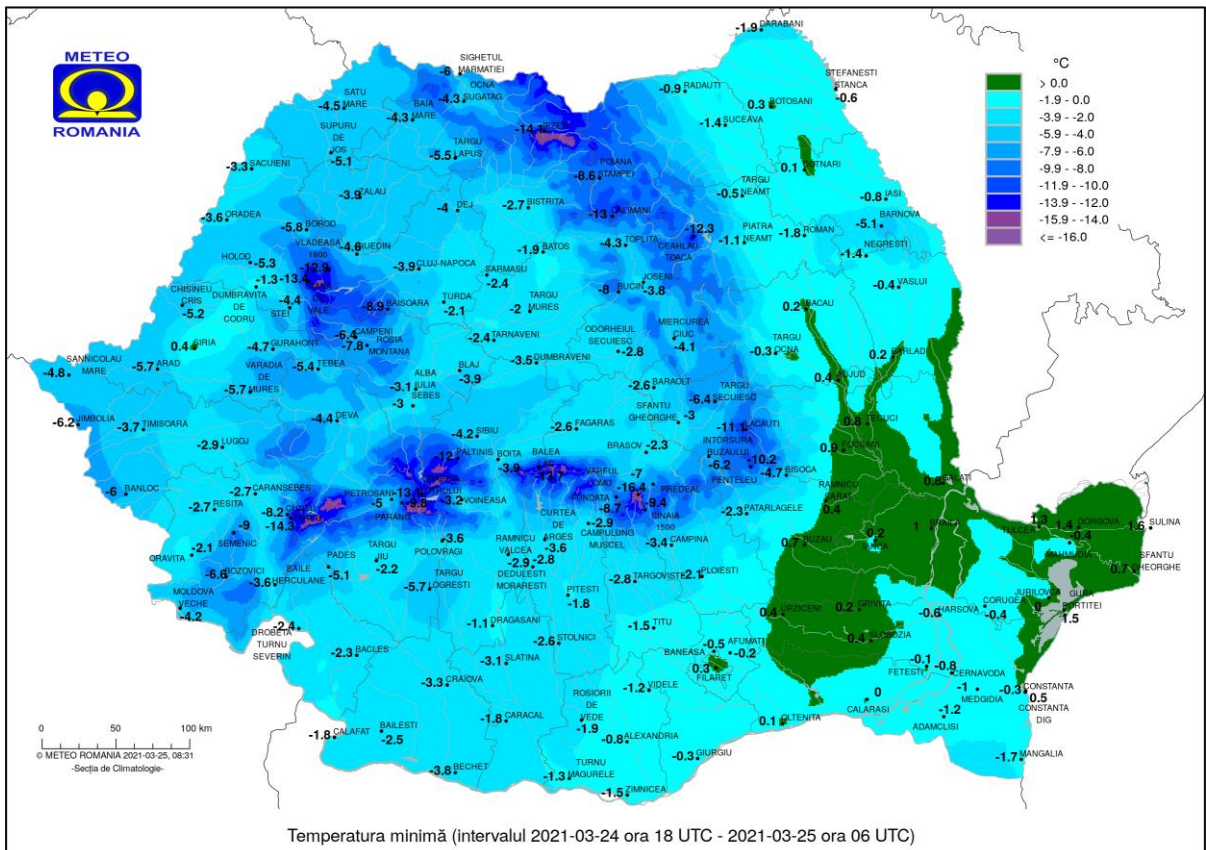 METEO
ROMANIA
°C
> 0.0
-1.9 - 0.0
-3.9 - -2.0
-5.9 - -4.0
-7.9 - -6.0
-9.9 - -8.0
-11.9 - -10.0
-13.9 - -12.0
-15.9 - -14.0
<= -16.0
-1.9 DARABANI
-6 SIGHETUL
MARMATIEI
-4.3 OCNA
SUGATAG
-4.5 SATU
MARE
-4.3 BAIA
MARE
-0.9 RADAUTI
STEFANESTI
STANCA
-0.6
0.3 BOTOSANI
-1.4 SUCEAVA
-14.1
SUPURU
DE
JOS
-5.1
-5.5 TARGU
LAPUS
-3.3 SACUIENI
-8.6 POIANA
STAMPEI
0.1 COTNARI
-3.9 ZALAU
-4 DEJ
-2.7 BISTRITA
-0.5 TARGU
NEAMT
-0.8 IASI
-3.6 ORADEA
-5.8 BOROD
-13
-12.3
CEAHLAU
TOACA
-1.1 PIATRA
NEAMT
-1.8 ROMAN
BARNOVA
-5.1
-4.6 HUEDIN
VLADEASA
1800
-12.9
-1.9 BATOS
-4.3 TOPLITA
-1.4 NEGRESTI
HOLOD
-5.3
-13.4
-3.9 CLUJ-NAPOCA
SARMASU
-2.4
-8 BUCIN
JOSENI
-3.8
-0.4 VASLUI
CHISINEU
CRIS
-5.2
-1.3
DUMBRAVITA
DE
CODRU
-4.4
STEI
-8.9 BAISOARA
TURDA
-2.1
-2 TARGU
MURES
0.2 BACAU
0.4 SIRIA
-4.7 GURAHONT
-6.4 CAMPENI
-7.8 ROSIA
MONTANA
-2.4 TARNAVENI
ODORHEIUL
SECUIESC
-2.8
MIERCUREA
CIUC
-4.1
-0.3 TARGU
OCNA
0.2 BARLAD
SANNICOLAU
MARE
-4.8
-5.7 ARAD
-5.7 VARADIA
DE
MURES
-5.4 TEBEA
-3.5 DUMBRAVENI
BLAJ
-3.9
ALBA
IULIA
-3.1
SEBES
-3
-2.6 BARAOLT
-6.4 TARGU
SECUIESC
0.4 ADJUD
-6.2 JIMBOLIA
-3.7 TIMISOARA
-4.4 DEVA
SFANTU
GHEORGHE
-3
-11.1 LACAUTI
0.8 TECUCI
-2.9 LUGOJ
-4.2 SIBIU
-2.6 FAGARAS
BRASOV
-2.3
INTORSURA
BUZAULUI
-6.2
-10.2
PENTELEU
0.9 FOCSANI
-12 PALTINIS
BOITA
-3.9
BALEA
-13.7
-4.7 BISOCA
0.8 GALATI
-6 BANLOC
-2.7 CARANSEBES
-2.7 RESITA
-8.2
-14.3
PETROSANI
-5
PARANG
-9.8
-3.2 VOINEASA
VARFUL
OMU
-16.4
-7
PREDEAL
-9.4
SINAIA
1500
FUNDATA
-8.7
RAMNICU
SARAT
0.4
-2.3 PATARLAGELE
-9
SEMENIC
-3.6
POLOVRAGI
CURTEA
DE
ARGES
-3.6
-2.9
CAMPULUNG
MUSCEL
-3.4 CAMPINA
0.7 BUZAU
0.2
1 BRAILA
1.3
TULCEA
1.4 GORGOVA
-0.4
MAHMUDIA
1.6 SULINA
SFANTU
GHEORGHE
0.7
-2.1
ORAVITA
-6.6 BOZOVICI
-3.6 BAILE
HERCULANE
PADES
-5.1
TARGU
JIU
-2.2
-5.7 TARGU
LOGRESTI
RAMNICU
VALCEA
-2.9
-2.8
DEDULESTI
MORARESTI
-2.8 TARGOVISTE
-2.1 PLOIESTI
PITESTI
-1.8
MOLDOVA
VECHE
-4.2
0.4 URZICENI
0.2 GRIVITA
-0.6 HARSOVA
CORUGEA
-0.4
JURILOVCA
0
GURA
PORTITEI
1.5
-2.4
DROBETA
TURNU
SEVERIN
-1.1 DRAGASANI
-1.5 TITU
0.4 SLOBOZIA
-2.3 BACLES
-2.6 STOLNICI
-0.5
BANEASA
AFUMATI
-0.2
0.3
FILARET
-3.1 SLATINA
-0.1
FETESTI
-0.8
CERNAVODA
-3.3
CRAIOVA
-1.2 VIDELE
0
CALARASI
-1
MEDGIDIA
-0.3 CONSTANTA
0.5
CONSTANTA
DIG
-1.2
ADAMCLISI
-1.8 CALAFAT
BAILESTI
-2.5
-1.8 CARACAL
ROSIORII
DE
VEDE
-1.9
0.1 OLTENITA
-0.8 ALEXANDRIA
-0.3 GIURGIU
-1.7 MANGALIA
-3.8 BECHET
-1.3 TURNU
MAGURELE
-1.5 ZIMNICEA
0 50 100 km
© METEO ROMANIA 2021-03-25, 08:31
-Secția de Climatologie-
Temperatura minimă (intervalul 2021-03-24 ora 18 UTC - 2021-03-25 ora 06 UTC)